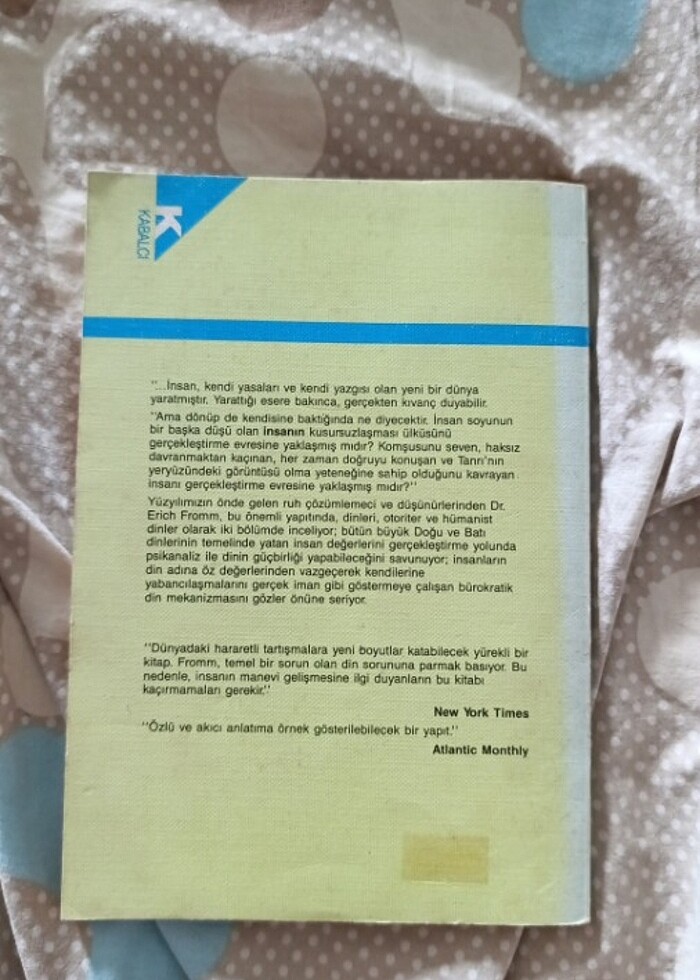 K
KABALCI
"...İnsan, kendi yasaları ve kendi yazgısı olan yeni bir dünya
yaratmıştır. Yarattığı esere bakınca, gerçekten kıvanç duyabilir.
"Ama dönüp de kendisine baktığında ne diyecektir. İnsan soyunun
bir başka düşü olan insanın kusursuzlaşması ülküsünü
gerçekleştirme evresine yaklaşmış mıdır? Komşusunu seven, haksız
davranmaktan kaçınan, her zaman doğruyu konuşan ve Tanrı'nın
yeryüzündeki görüntüsü olma yeteneğine sahip olduğunu kavrayan
insanı gerçekleştirme evresine yaklaşmış mıdır?"
Yüzyılımızın önde gelen ruh çözümlemeci ve düşünürlerinden Dr.
Erich Fromm, bu önemli yapıtında, dinleri, otoriter ve hümanist
dinler olarak iki bölümde inceliyor; bütün büyük Doğu ve Batı
dinlerinin temelinde yatan insan değerlerini gerçekleştirme yolunda
psikanaliz ile dinin güçbirliği yapabileceğini savunuyor; insanların
din adına öz değerlerinden vazgeçerek kendilerine
yabancılaşmalarını gerçek iman gibi göstermeye çalışan bürokratik
din mekanizmasını gözler önüne seriyor.
"Dünyadaki hararetli tartışmalara yeni boyutlar katabilecek yürekli bir
kitap. Fromm, temel bir sorun olan din sorununa parmak basıyor. Bu
nedenle, insanın manevi gelişmesine ilgi duyanların bu kitabı
kaçırmamaları gerekir."
New York Times
"Özlü ve akıcı anlatıma örnek gösterilebilecek bir yapıt."
Atlantic Monthly